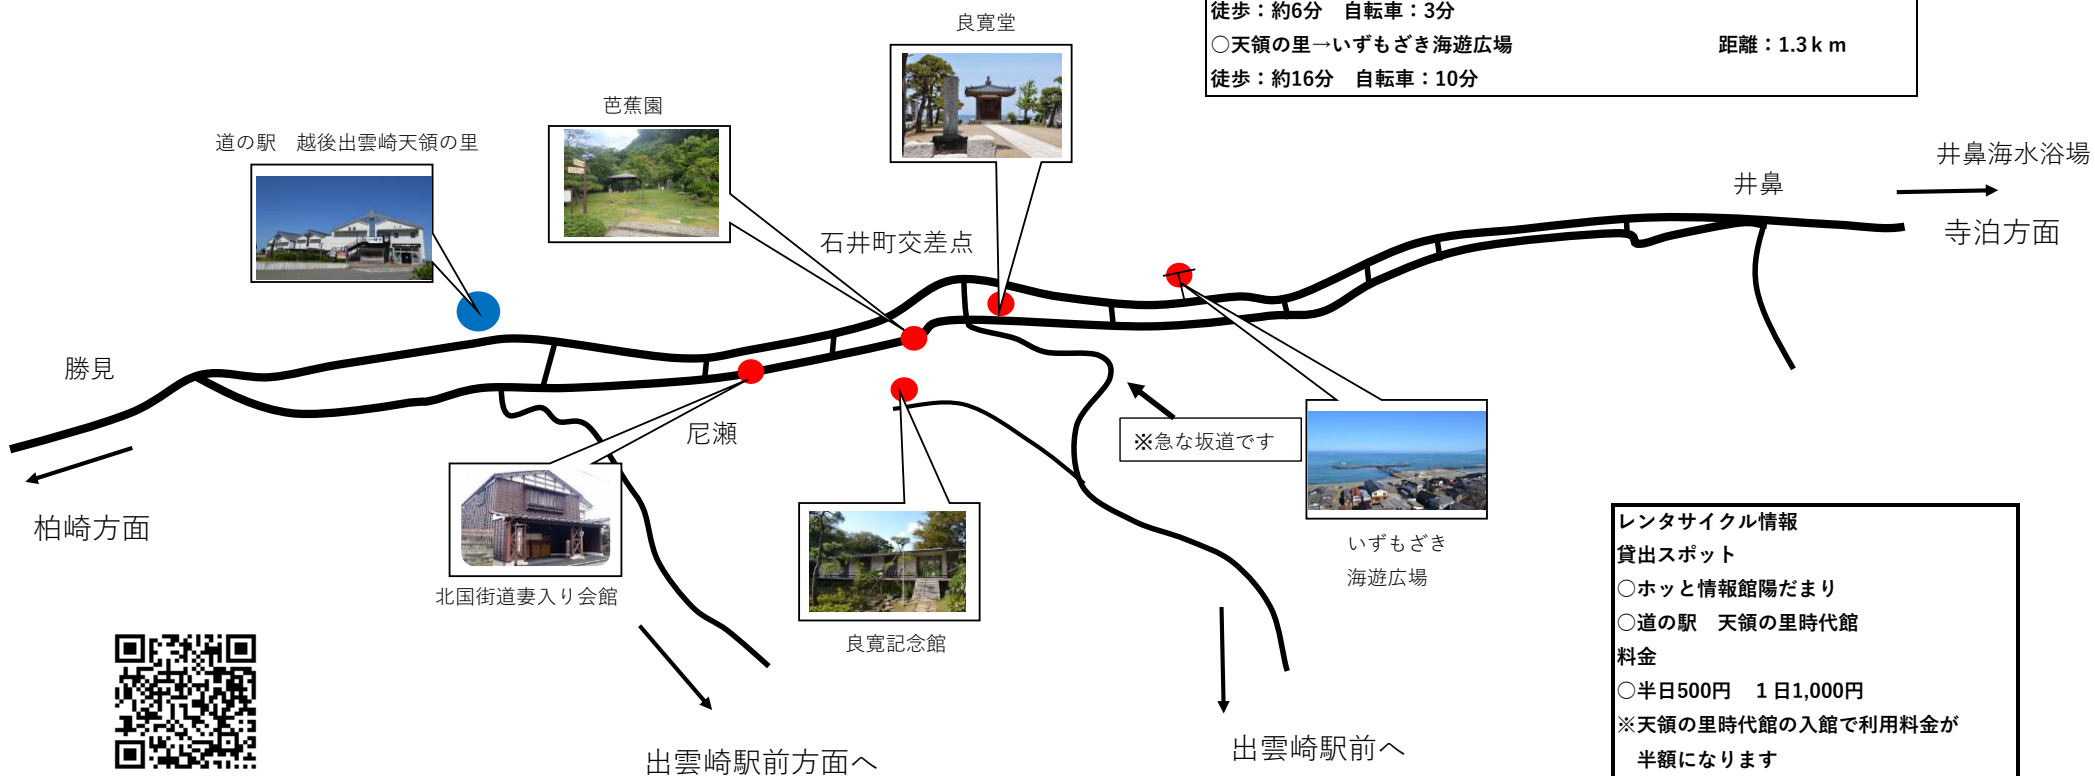 徒歩：約6分　自転車：3分
○天領の里→いずもざき海遊広場　距離：1.3ｋｍ
徒歩：約16分　自転車：10分
良寛堂
芭蕉園
道の駅　越後出雲崎天領の里
井鼻海水浴場
井鼻
寺泊方面
石井町交差点
勝見
尼瀬
※急な坂道です
柏崎方面
いずもざき
海遊広場
北国街道妻入り会館
良寛記念館
出雲崎駅前方面へ
出雲崎駅前へ
レンタサイクル情報
貸出スポット
○ホッと情報館陽だまり
○道の駅　天領の里時代館
料金
○半日500円　１日1,000円
※天領の里時代館の入館で利用料金が
半額になります